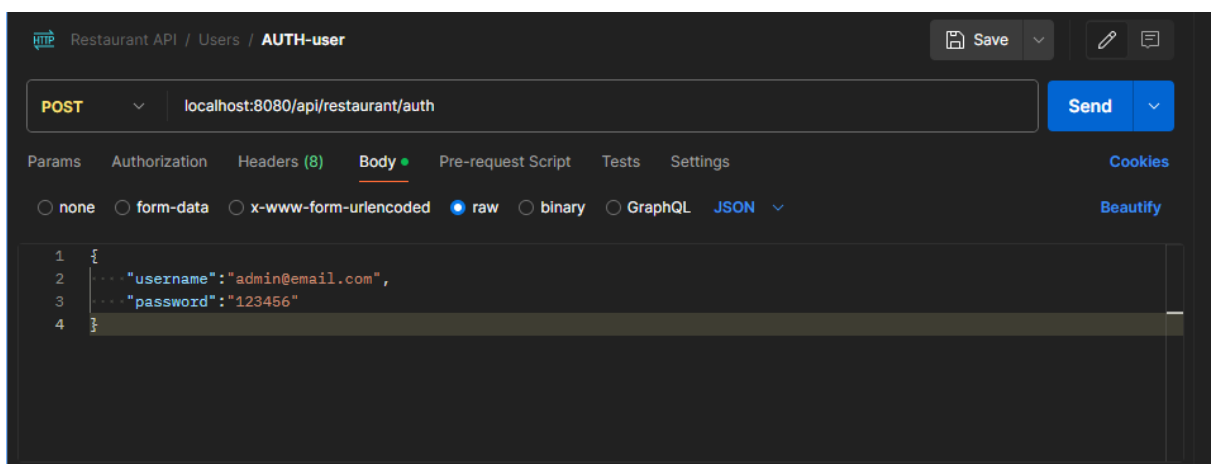 HTTP Restaurant API / Users / AUTH-user Save
POST localhost:8080/api/restaurant/auth Send
Params Authorization Headers (8) Body Pre-request Script Tests Settings Cookies
none form-data x-www-form-urlencoded raw binary GraphQL JSON Beautify
1 {
2 ····"username":"admin@email.com",
3 ····"password":"123456"
4 }